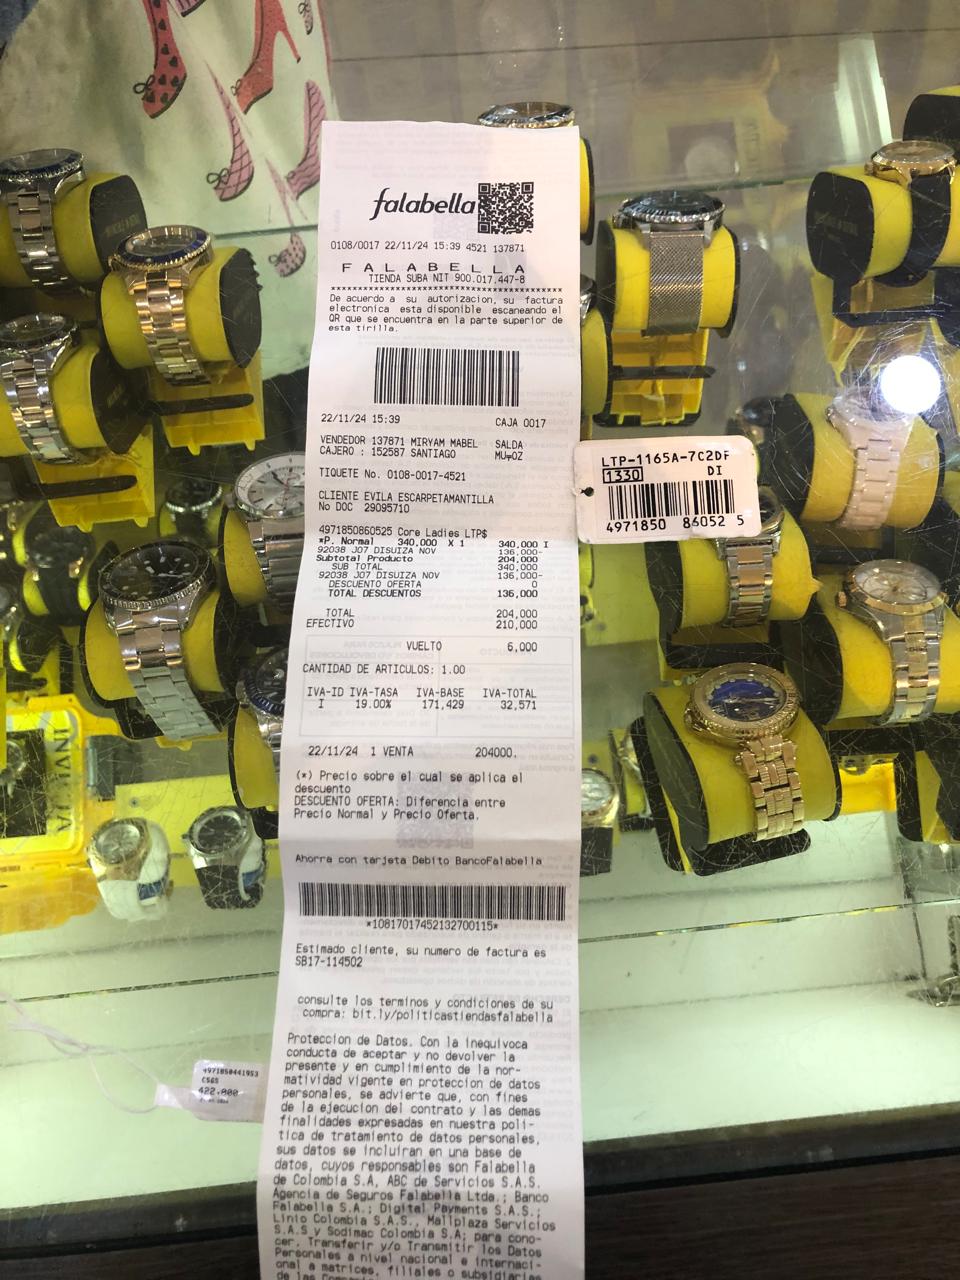 falabella
0108/0017 22/11/24 15:39 4521 137871
F A L A B E L L A
TIENDA SUBA NIT 900.017.447-8
****************************************
De acuerdo a su autorizacion, su factura
electronica esta disponible escaneando el
QR que se encuentra en la parte superior de
esta tirilla.
22/11/24 15:39 CAJA 0017
VENDEDOR 137871 MIRYAM MABEL SALDA
CAJERO : 152587 SANTIAGO MU┬OZ
TIQUETE No. 0108-0017-4521
CLIENTE EVILA ESCARPETAMANTILLA
No DOC 29095710
4971850860525 Core Ladies LTP$
*P. Normal 340,000 X 1 340,000 I
92038 J07 DISUIZA NOV 136,000-
Subtotal Producto 204,000
SUB TOTAL 340,000
92038 J07 DISUIZA NOV 136,000-
DESCUENTO OFERTA 0
TOTAL DESCUENTOS 136,000
TOTAL 204,000
EFECTIVO 210,000
VUELTO 6,000
CANTIDAD DE ARTICULOS: 1.00
IVA-ID IVA-TASA IVA-BASE IVA-TOTAL
I 19.00% 171,429 32,571
22/11/24 1 VENTA 204000.
(*) Precio sobre el cual se aplica el
descuento
DESCUENTO OFERTA: Diferencia entre
Precio Normal y Precio Oferta.
Ahorra con tarjeta Debito BancoFalabella
*10817017452132700115*
Estimado cliente, su numero de factura es
SB17-114502
consulte los terminos y condiciones de su
compra: bit.ly/politicastiendasfalabella
Proteccion de Datos. Con la inequivoca
conducta de aceptar y no devolver la
presente y en cumplimiento de la nor-
matividad vigente en proteccion de datos
personales, se advierte que, con fines
de la ejecucion del contrato y las demas
finalidades expresadas en nuestra poli-
tica de tratamiento de datos personales,
sus datos se incluiran en una base de
datos, cuyos responsables son Falabella
de Colombia S.A, ABC de Servicios S.A.S.
Agencia de Seguros Falabella Ltda.; Banco
Falabella S.A.; Digital Payments S.A.S.;
Linio Colombia S.A.S., Mallplaza Servicios
S.A.S y Sodimac Colombia S.A; para cono-
cer, Transferir y/o Transmitir los Datos
Personales a nivel nacional e internaci-
onal a matrices, filiales o subsidiarias
LTP-1165A-7C2DF
1330 DI
4971850 86052 5
4971850441953
C565
422.000
INVICTA